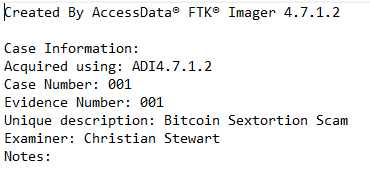 Created By AccessData® FTK® Imager 4.7.1.2
Case Information:
Acquired using: ADI4.7.1.2
Case Number: 001
Evidence Number: 001
Unique description: Bitcoin Sextortion Scam
Examiner: Christian Stewart
Notes: